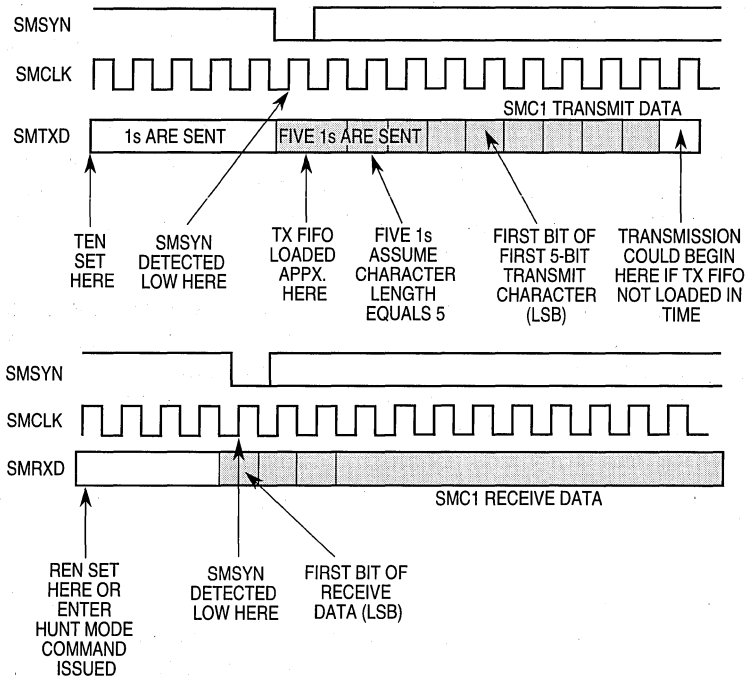 SMSYN
SMCLK
SMC1 TRANSMIT DATA
SMTXD
1s ARE SENT
FIVE 1s ARE SENT
TEN
SET
HERE
SMSYN
DETECTED
LOW HERE
TX FIFO
LOADED
APPX.
HERE
FIVE 1s
ASSUME
CHARACTER
LENGTH
EQUALS 5
FIRST BIT OF
FIRST 5-BIT
TRANSMIT
CHARACTER
(LSB)
TRANSMISSION
COULD BEGIN
HERE IF TX FIFO
NOT LOADED IN
TIME
SMSYN
SMCLK
SMRXD
SMC1 RECEIVE DATA
REN SET
HERE OR
ENTER
HUNT MODE
COMMAND
ISSUED
SMSYN
DETECTED
LOW HERE
FIRST BIT OF
RECEIVE
DATA (LSB)